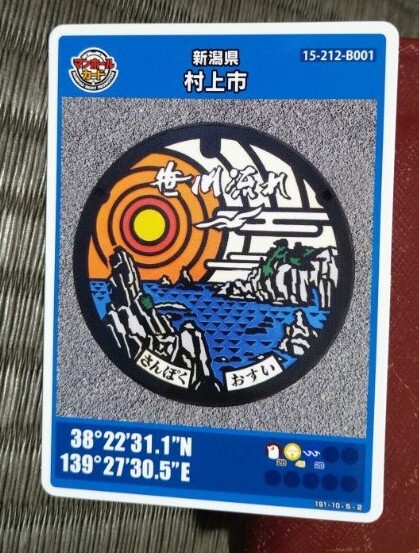 マンホール
カード
新潟県
村上市
15-212-B001
笹川流れ
さんぽく
おすい
38°22'31.1"N
139°27'30.5"E